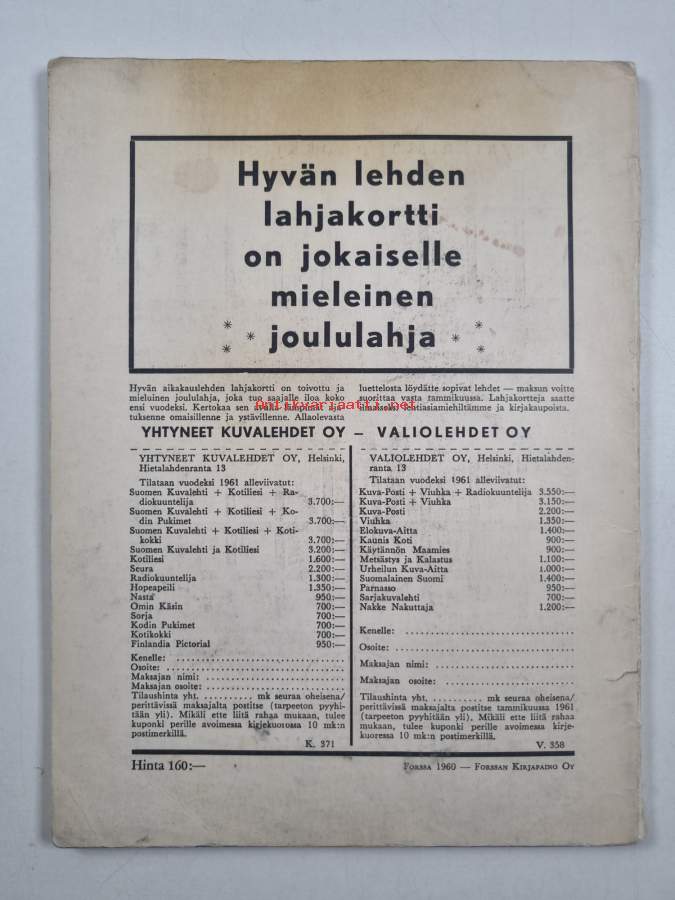 Hyvän lehden
lahjakortti
on jokaiselle
mieleinen
joululahja
Hyvän aikakauslehden lahjakortti on toivottu ja
mieluinen joululahja, joka tuo saajalle iloa koko
ensi vuodeksi. Kertokaa sen avulla lämpimät aja-
tuksenne omaisillenne ja ystävillenne. Allaolevasta
luettelosta löydätte sopivat lehdet — maksun voitte
suorittaa vasta tammikuussa. Lahjakortteja saatte
ilmaiseksi lehtiasiamiehiltämme ja kirjakaupoista.
antikvariaatti.net
YHTYNEET KUVALEHDET OY – VALIOLEHDET OY
YHTYNEET KUVALEHDET OY, Helsinki,
Hietalahdenranta 13
Tilataan vuodeksi 1961 alleviivatut:
Suomen Kuvalehti + Kotiliesi + Ra-
diokuuntelija 3.700:—
Suomen Kuvalehti + Kotiliesi + Ko-
din Pukimet 3.700:—
Suomen Kuvalehti + Kotiliesi + Koti-
kokki 3.700:—
Suomen Kuvalehti ja Kotiliesi 3.200:—
Kotiliesi 1.600:—
Seura 2.200:—
Radiokuuntelija 1.300:—
Hopeapeili 1.350:—
Nasta 950:—
Omin Käsin 700:—
Sorja 700:—
Kodin Pukimet 700:—
Kotikokki 700:—
Finlandia Pictorial 950:—
Kenelle:
Osoite:
Maksajan nimi:
Maksajan osoite:
Tilaushinta yht. .......... mk seuraa oheisena/
perittävissä maksajalta postitse (tarpeeton pyyhi-
tään yli). Mikäli ette liitä rahaa mukaan, tulee
kuponki perille avoimessa kirjekuoressa 10 mk:n
postimerkillä.
K. 371
VALIOLEHDET OY, Helsinki, Hietalahden-
ranta 13
Tilataan vuodeksi 1961 alleviivatut:
Kuva-Posti + Viuhka + Radiokuuntelija 3.550:—
Kuva-Posti + Viuhka 3.150:—
Kuva-Posti 2.200:—
Viuhka 1.350:—
Elokuva-Aitta 1.400:—
Kaunis Koti 900:—
Käytännön Maamies 900:—
Metsästys ja Kalastus 1.100:—
Urheilun Kuva-Aitta 1.000:—
Suomalainen Suomi 1.400:—
Parnasso 950:—
Sarjakuvalehti 700:—
Nakke Nakuttaja 1.200:—
Kenelle:
Osoite:
Maksajan nimi:
Maksajan osoite:
Tilaushinta yht. .......... mk seuraa oheisena/
perittävissä maksajalta postitse tammikuussa 1961
(tarpeeton pyyhitään yli). Mikäli ette liitä rahaa
mukaan, tulee kuponki perille avoimessa kirje-
kuoressa 10 mk:n postimerkillä.
V. 358
Hinta 160:—
Forssa 1960 — Forssan Kirjapaino Oy